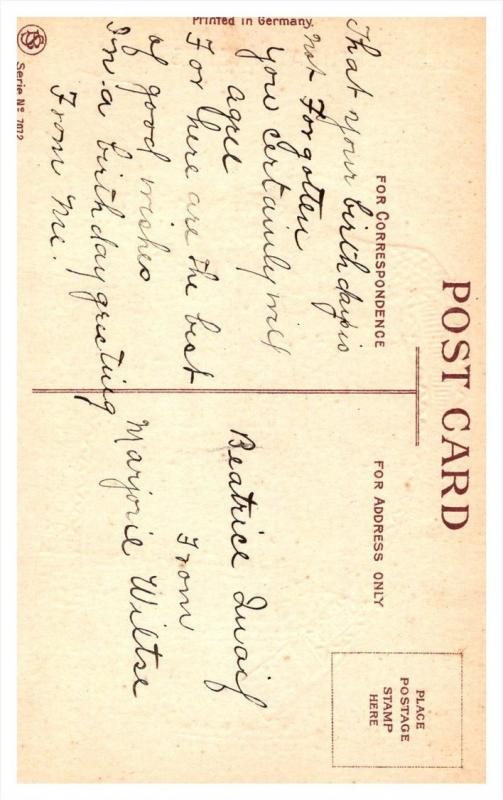 POST CARD
FOR CORRESPONDENCE
That your birthday is
not Forgotten
you certainly will
agree
For here are the best
of good wishes
In a birthday greeting
From Me.
FOR ADDRESS ONLY
PLACE
POSTAGE
STAMP
HERE
Beatrice Quaif
From
Marjorie Wiltse
Printed in Germany.
Serie No 7072